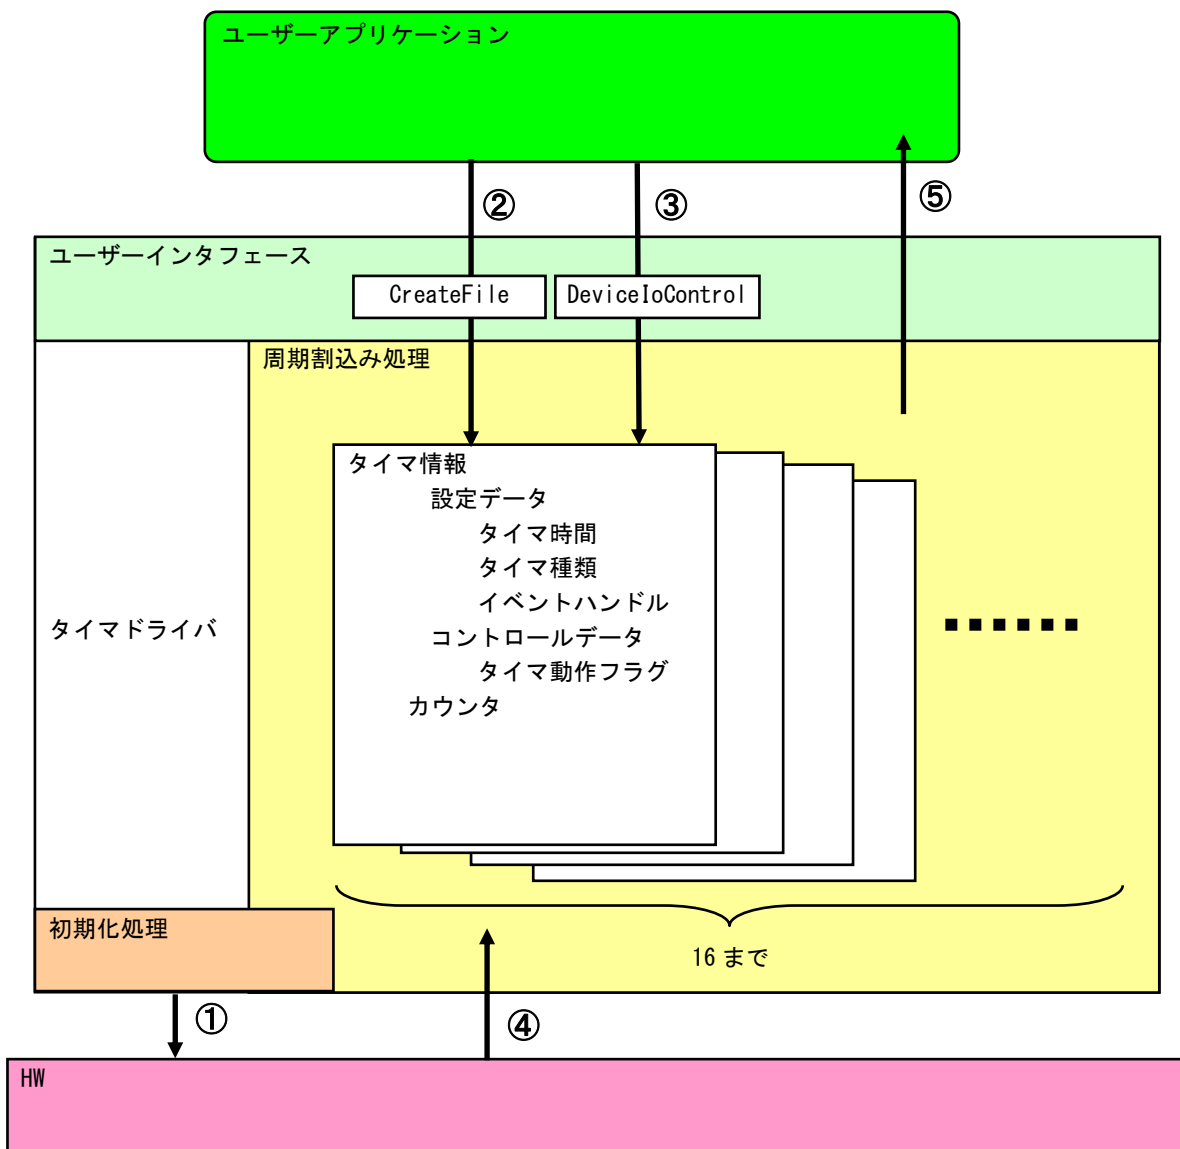 ユーザーアプリケーション
②
③
⑤
ユーザーインタフェース
CreateFile
DeviceIoControl
周期割込み処理
タイマ情報
設定データ
タイマ時間
タイマ種類
イベントハンドル
コントロールデータ
タイマ動作フラグ
カウンタ
タイマドライバ
初期化処理
16 まで
①
④
HW